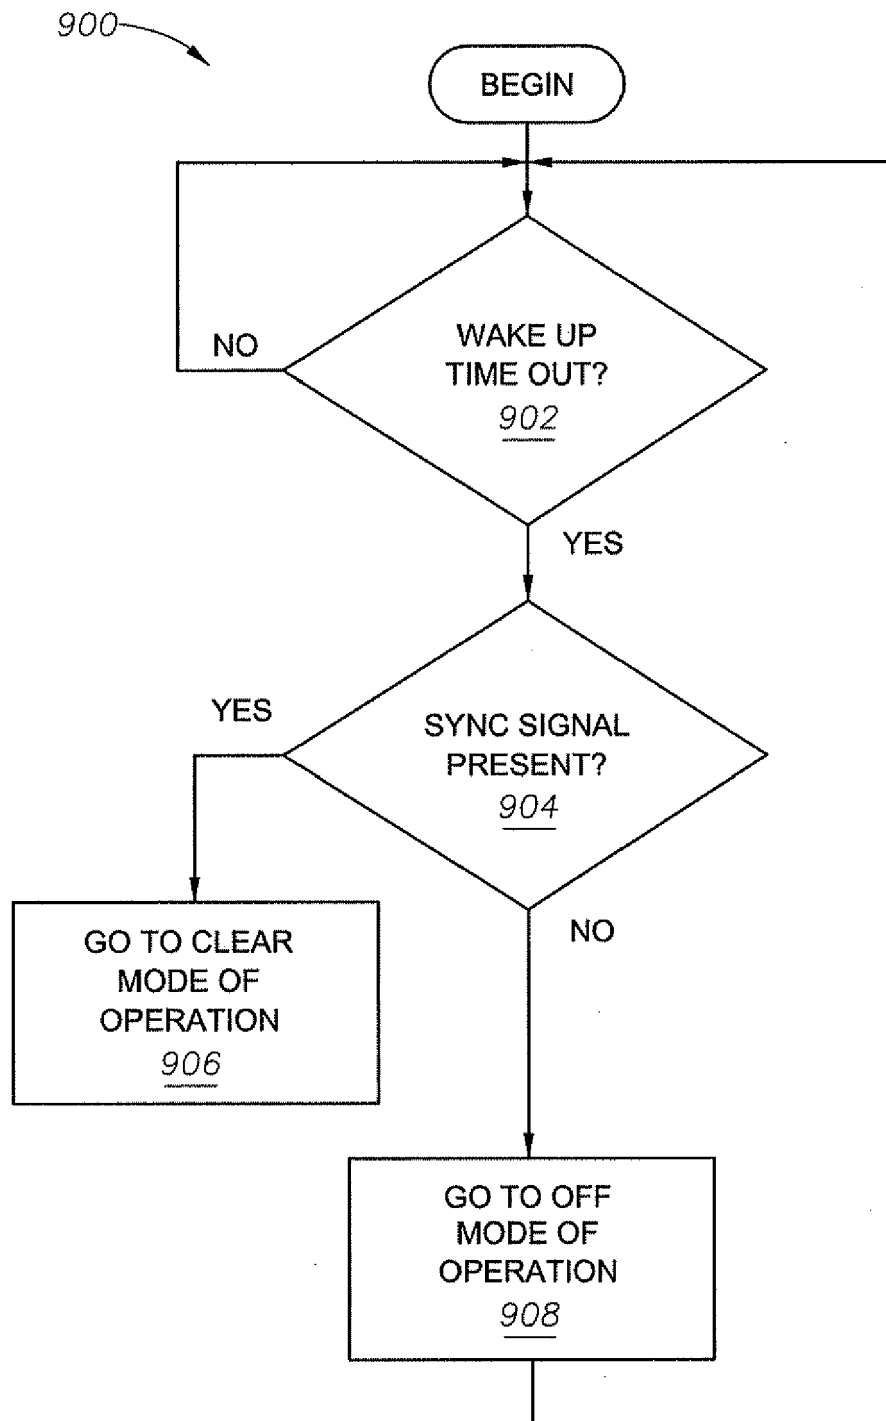 900
BEGIN
WAKE UP
TIME OUT?
902
NO
YES
SYNC SIGNAL
PRESENT?
904
YES
NO
GO TO CLEAR
MODE OF
OPERATION
906
GO TO OFF
MODE OF
OPERATION
908